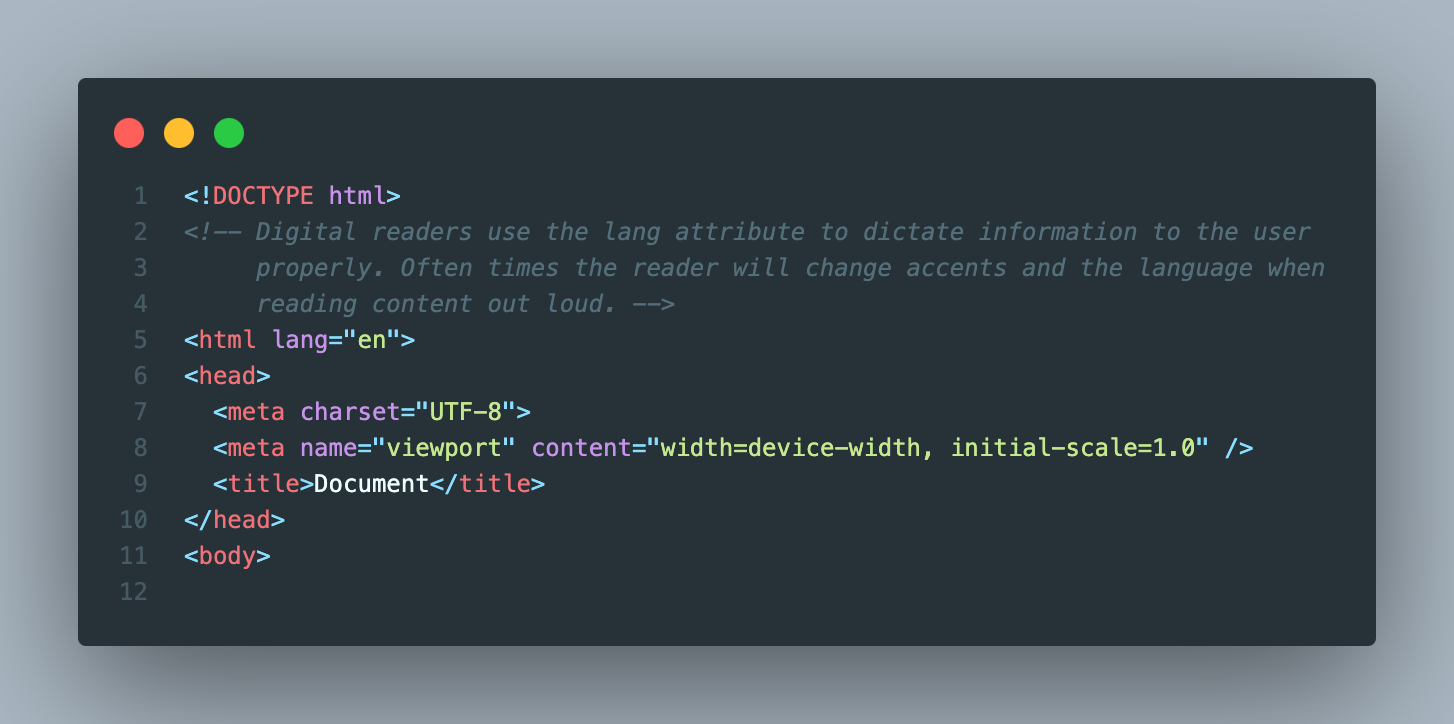 1 <!DOCTYPE html>
2 <!-- Digital readers use the lang attribute to dictate information to the user
3 properly. Often times the reader will change accents and the language when
4 reading content out loud. -->
5 <html lang="en">
6 <head>
7 <meta charset="UTF-8">
8 <meta name="viewport" content="width=device-width, initial-scale=1.0" />
9 <title>Document</title>
10 </head>
11 <body>
12